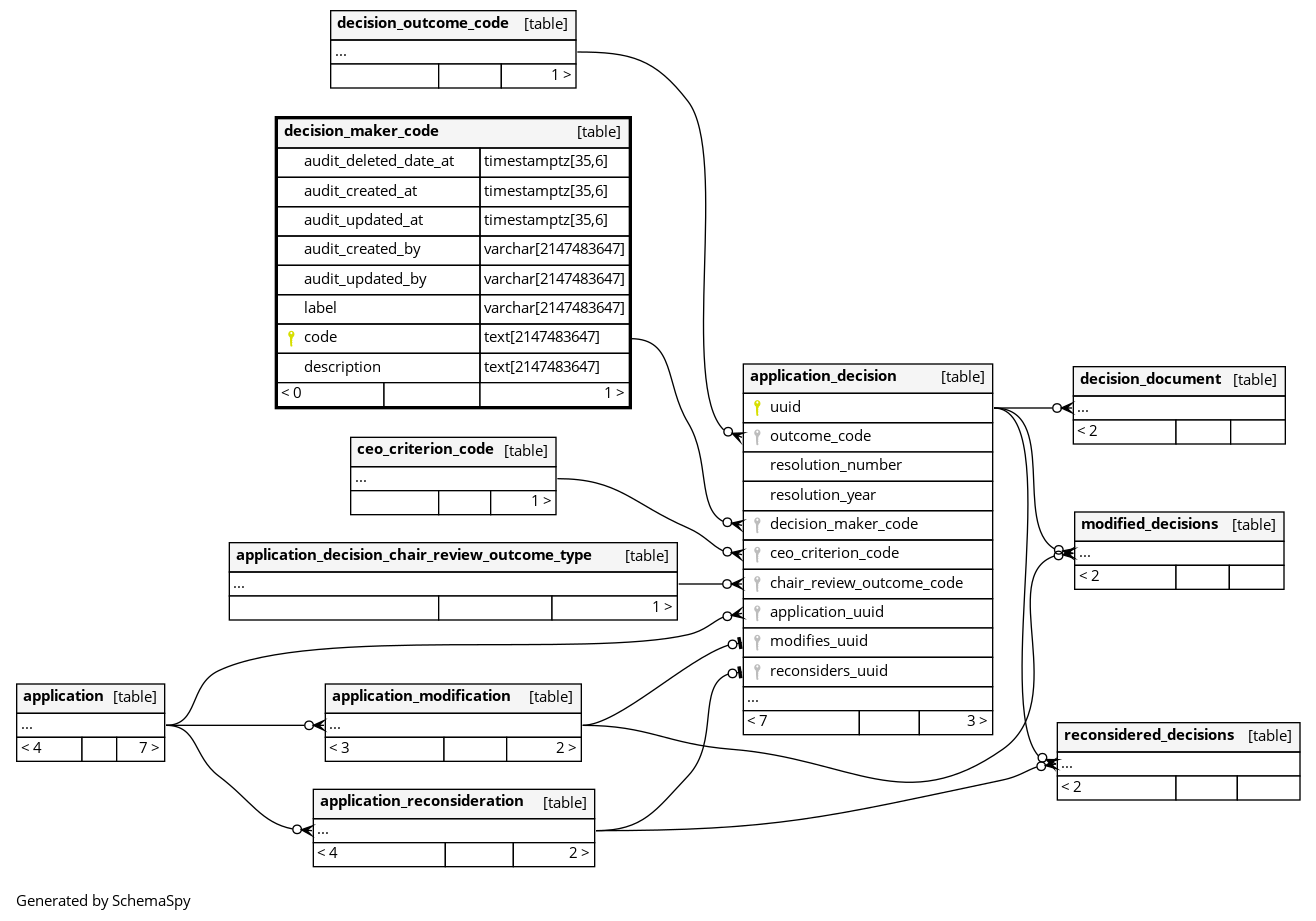 decision_outcome_code [table]
...
1 >
decision_maker_code [table]
audit_deleted_date_at timestamptz[35,6]
audit_created_at timestamptz[35,6]
audit_updated_at timestamptz[35,6]
audit_created_by varchar[2147483647]
audit_updated_by varchar[2147483647]
label varchar[2147483647]
code text[2147483647]
description text[2147483647]
< 0 1 >
ceo_criterion_code [table]
...
1 >
application_decision_chair_review_outcome_type [table]
...
1 >
application [table]
...
< 4 7 >
application_modification [table]
...
< 3 2 >
application_reconsideration [table]
...
< 4 2 >
application_decision [table]
uuid
outcome_code
resolution_number
resolution_year
decision_maker_code
ceo_criterion_code
chair_review_outcome_code
application_uuid
modifies_uuid
reconsiders_uuid
...
< 7 3 >
decision_document [table]
...
< 2
modified_decisions [table]
...
< 2
reconsidered_decisions [table]
...
< 2
Generated by SchemaSpy